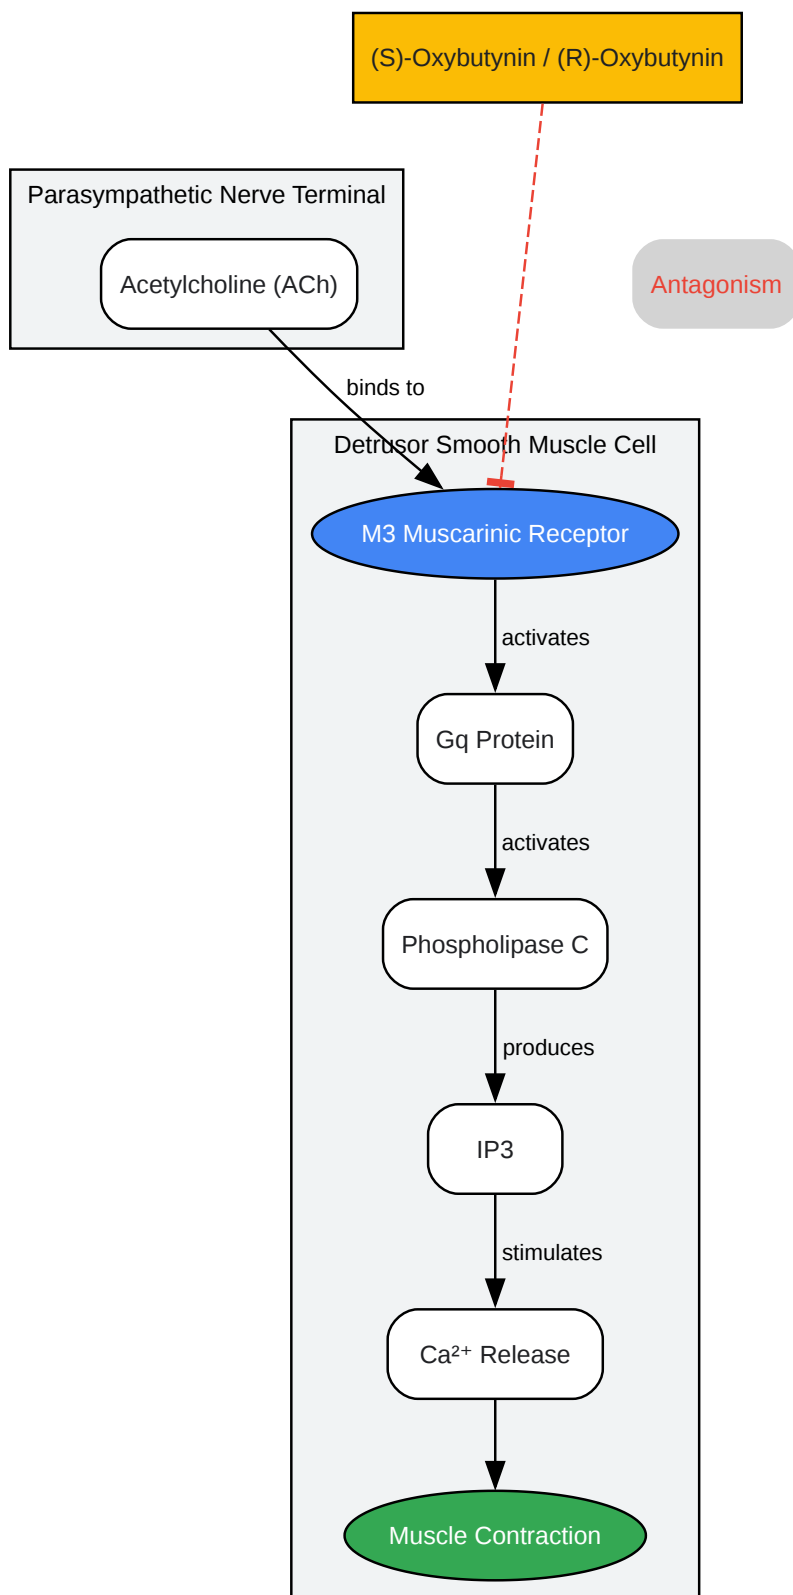 (S)-Oxybutynin / (R)-Oxybutynin
Parasympathetic Nerve Terminal
Acetylcholine (ACh)
Antagonism
binds to
Detrusor Smooth Muscle Cell
M3 Muscarinic Receptor
activates
Gq Protein
activates
Phospholipase C
produces
IP3
stimulates
Ca²⁺ Release
Muscle Contraction